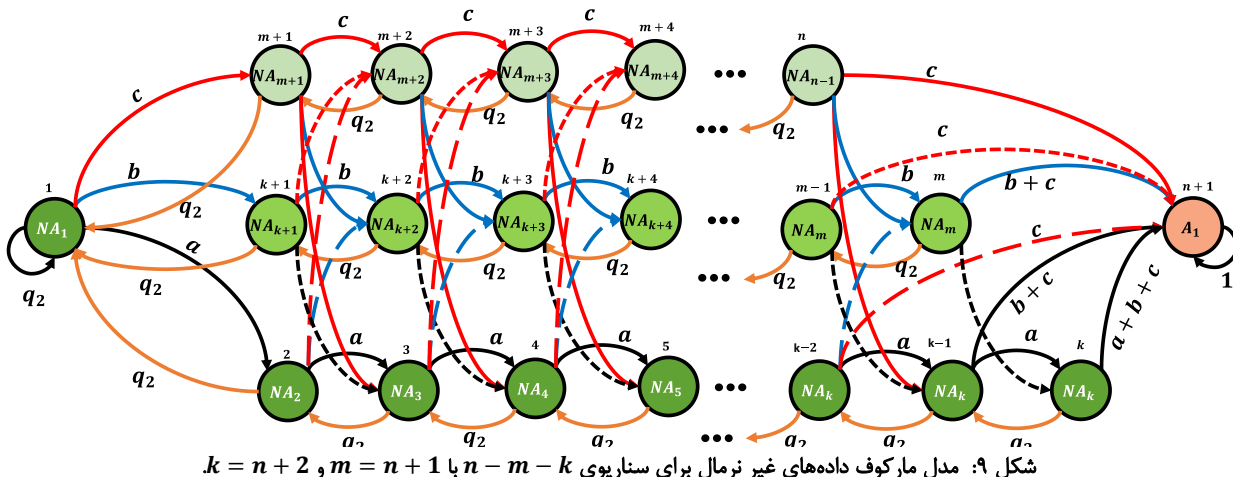 c c c
m+1 m+2 m+3 m+4 n
NA_{m+1} NA_{m+2} NA_{m+3} NA_{m+4} ••• NA_{n-1} c
c q_2 q_2 q_2 ••• q_2 c
1 b k+1 b k+2 b k+3 b k+4 m-1 b m b+c n+1
NA_1 q_2 NA_{k+1} NA_{k+2} NA_{k+3} NA_{k+4} ••• NA_m NA_m c A_1
q_2 a q_2 q_2 q_2 q_2 ••• q_2 q_2 1
b+c a+b+c
2 a 3 a 4 a 5 k-2 a k-1 a k
q_2 NA_2 NA_3 NA_4 NA_5 ••• NA_k NA_k NA_k
q_2 q_2 q_2 ••• q_2 q_2 q_2
شکل ۹: مدل مارکوف داده‌های غیر نرمال برای سناریوی n − m − k با m = n + 1 و k = n + 2.